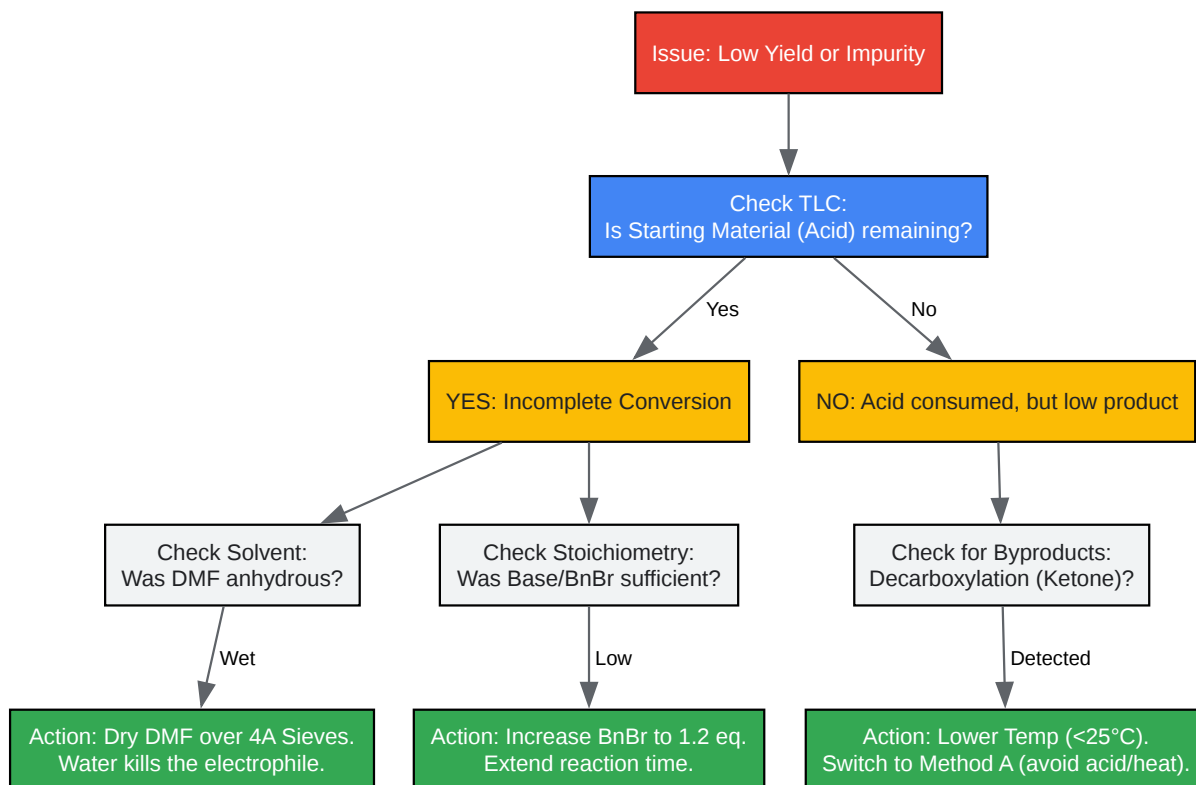 Issue: Low Yield or Impurity
Check TLC:
Is Starting Material (Acid) remaining?
Yes
No
YES: Incomplete Conversion
NO: Acid consumed, but low product
Check Solvent:
Was DMF anhydrous?
Check Stoichiometry:
Was Base/BnBr sufficient?
Check for Byproducts:
Decarboxylation (Ketone)?
Wet
Low
Detected
Action: Dry DMF over 4A Sieves.
Water kills the electrophile.
Action: Increase BnBr to 1.2 eq.
Extend reaction time.
Action: Lower Temp (<25°C).
Switch to Method A (avoid acid/heat).